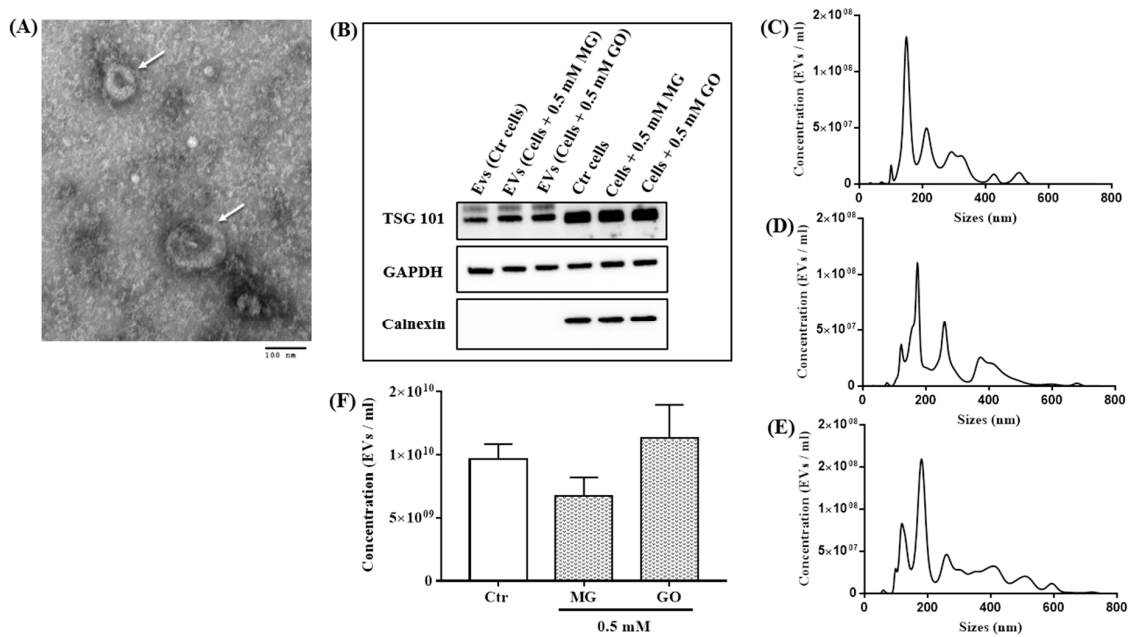 (A)
100 nm
(B)
Evs (Ctr cells)
EVs (Cells + 0.5 mM MG)
EVs (Cells + 0.5 mM GO)
Ctr cells
Cells + 0.5 mM MG
Cells + 0.5 mM GO
TSG 101
GAPDH
Calnexin
(C)
Concentration (EVs / ml)
2×10⁰⁸
1×10⁰⁸
5×10⁰⁷
0
0 200 400 600 800
Sizes (nm)
(D)
Concentration (EVs / ml)
2×10⁰⁸
1×10⁰⁸
5×10⁰⁷
0
0 200 400 600 800
Sizes (nm)
(E)
Concentration (EVs / ml)
2×10⁰⁸
2×10⁰⁸
1×10⁰⁸
5×10⁰⁷
0
0 200 400 600 800
Sizes (nm)
(F)
Concentration (EVs / ml)
2×10¹⁰
1×10¹⁰
5×10⁰⁹
0
Ctr MG GO
0.5 mM